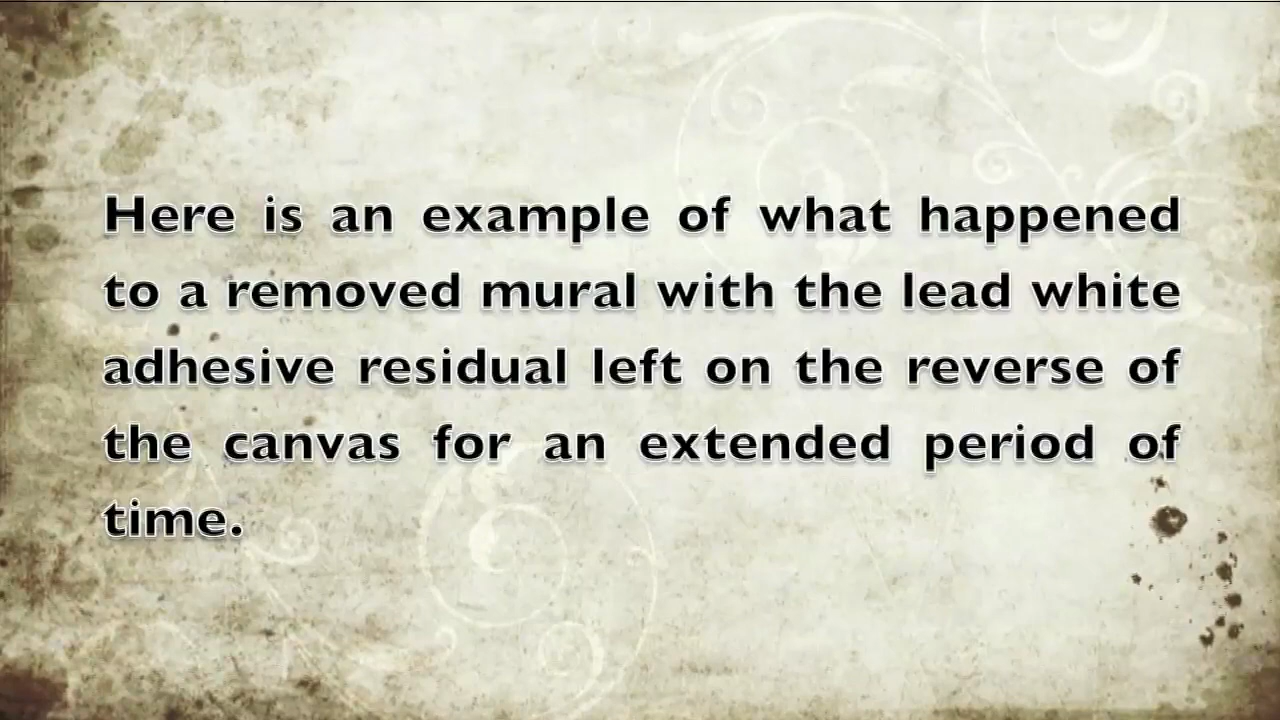 Here is an example of what happened
to a removed mural with the lead white
adhesive residual left on the reverse of
the canvas for an extended period of
time.